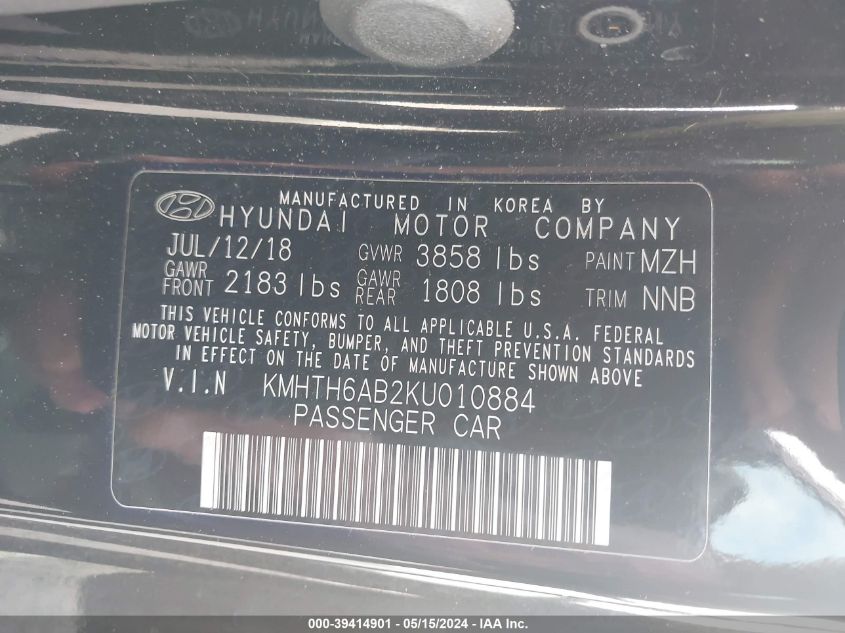 MANUFACTURED IN KOREA BY
HYUNDAI MOTOR COMPANY
JUL/12/18 GVWR 3858 lbs PAINT MZH
GAWR FRONT 2183 lbs GAWR REAR 1808 lbs TRIM NNB
THIS VEHICLE CONFORMS TO ALL APPLICABLE U.S.A. FEDERAL
MOTOR VEHICLE SAFETY, BUMPER, AND THEFT PREVENTION STANDARDS
IN EFFECT ON THE DATE OF MANUFACTURE SHOWN ABOVE
V.I.N KMHTH6AB2KU010884
PASSENGER CAR
000-39414901 - 05/15/2024 - IAA Inc.